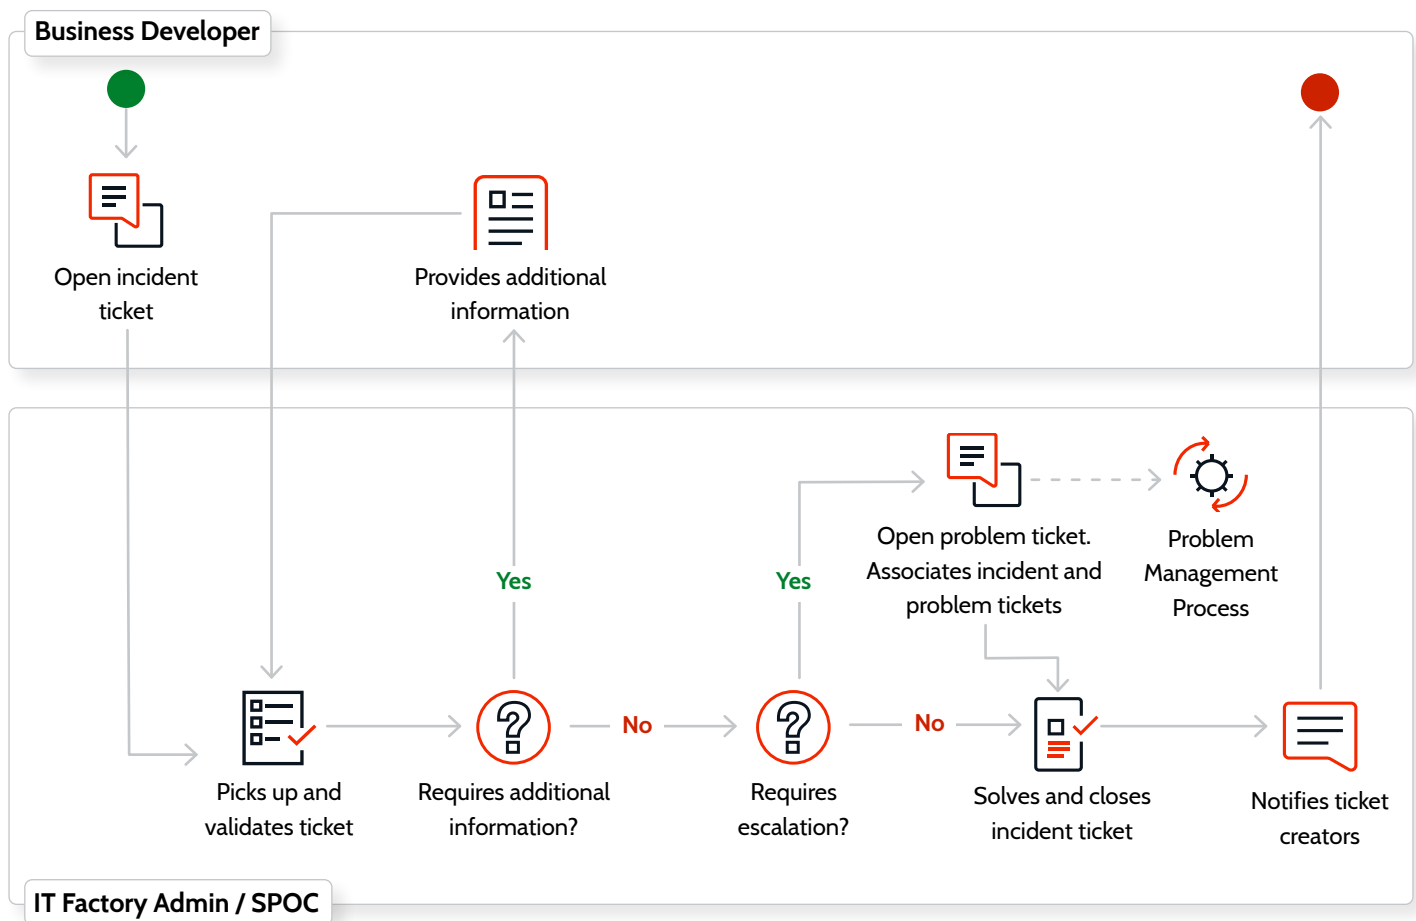 Business Developer
Open incident
ticket
Provides additional
information
Yes
Yes
Open problem ticket.
Associates incident and
problem tickets
Problem
Management
Process
No
No
Picks up and
validates ticket
Requires additional
information?
Requires
escalation?
Solves and closes
incident ticket
Notifies ticket
creators
IT Factory Admin / SPOC